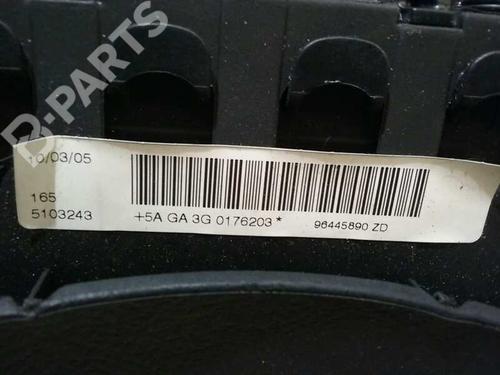 B-PARTS
10/03/05
165
5103243
+5A GA 3G 0176203*
96445890 ZD